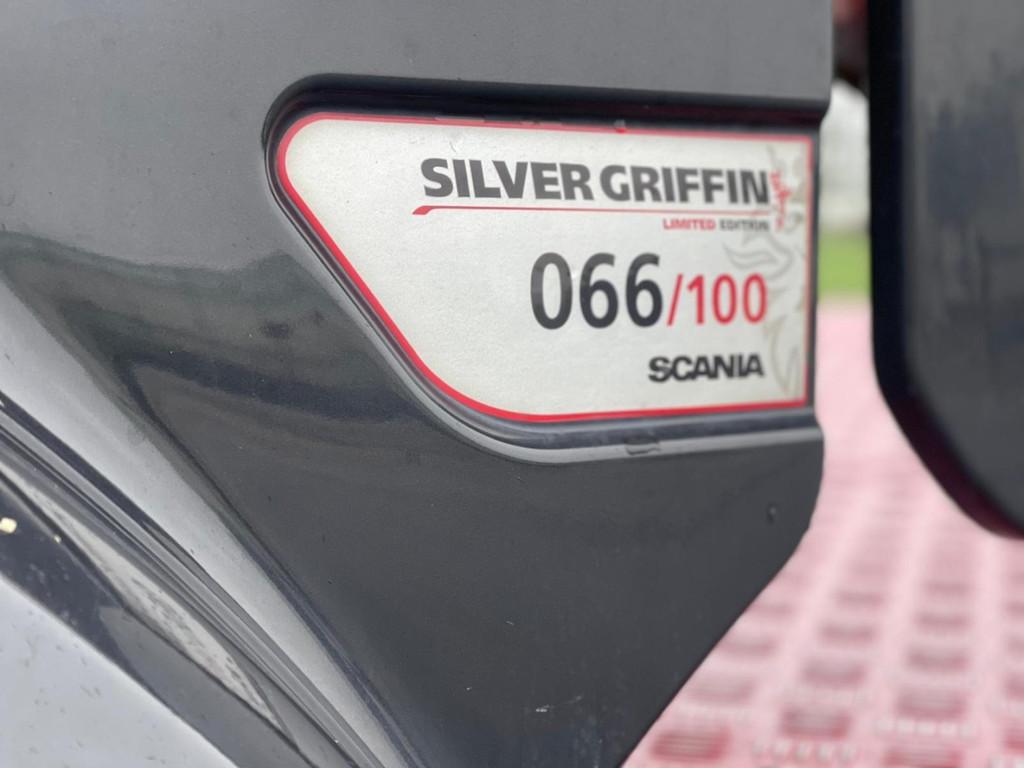 SILVER GRIFFIN
LIMITED EDITION
066/100
SCANIA